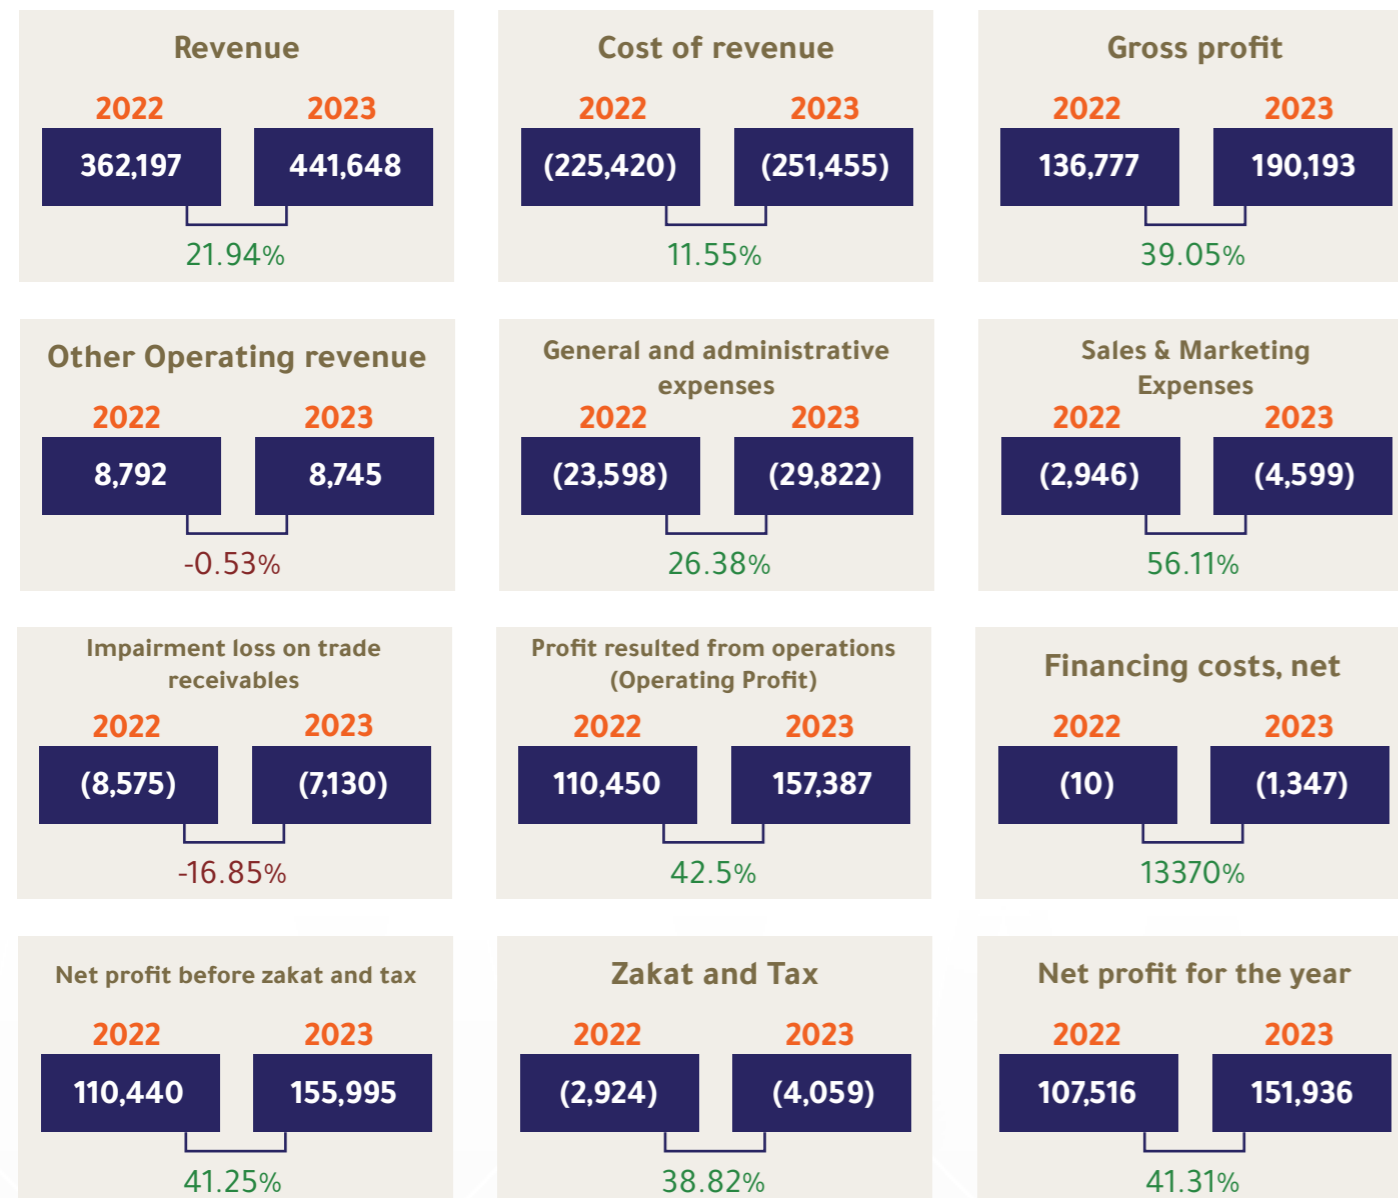 Revenue
2022 2023
362,197 441,648
21.94%
Cost of revenue
2022 2023
(225,420) (251,455)
11.55%
Gross profit
2022 2023
136,777 190,193
39.05%
Other Operating revenue
2022 2023
8,792 8,745
-0.53%
General and administrative
expenses
2022 2023
(23,598) (29,822)
26.38%
Sales & Marketing
Expenses
2022 2023
(2,946) (4,599)
56.11%
Impairment loss on trade
receivables
2022 2023
(8,575) (7,130)
-16.85%
Profit resulted from operations
(Operating Profit)
2022 2023
110,450 157,387
42.5%
Financing costs, net
2022 2023
(10) (1,347)
13370%
Net profit before zakat and tax
2022 2023
110,440 155,995
41.25%
Zakat and Tax
2022 2023
(2,924) (4,059)
38.82%
Net profit for the year
2022 2023
107,516 151,936
41.31%